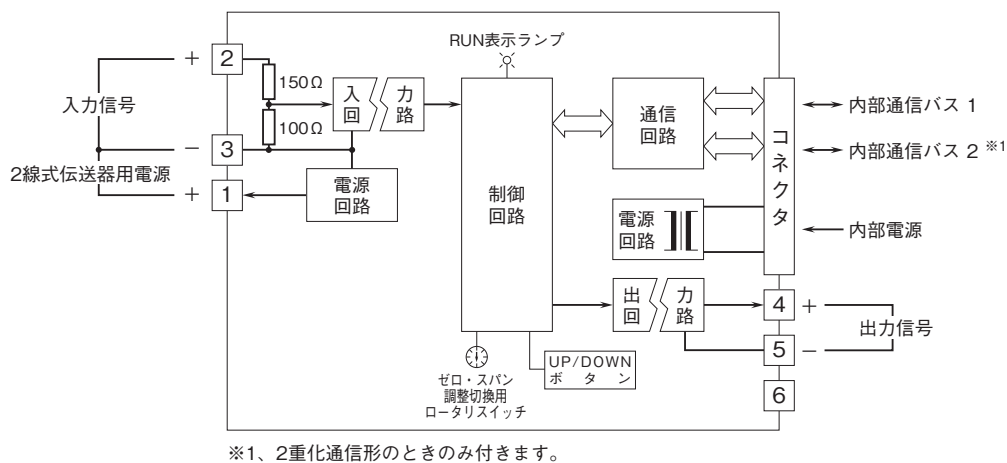 RUN表示ランプ
+
2
150Ω
入力
回路
入力信号
100Ω
−
3
2線式伝送器用電源
+
1
電源
回路
制御
回路
通信
回路
コネクタ
内部通信バス 1
内部通信バス 2 ※1
電源
回路
内部電源
出力
回路
4
+
出力信号
5
−
6
ゼロ・スパン
調整切換用
ロータリスイッチ
UP/DOWN
ボタン
※1、2重化通信形のときのみ付きます。